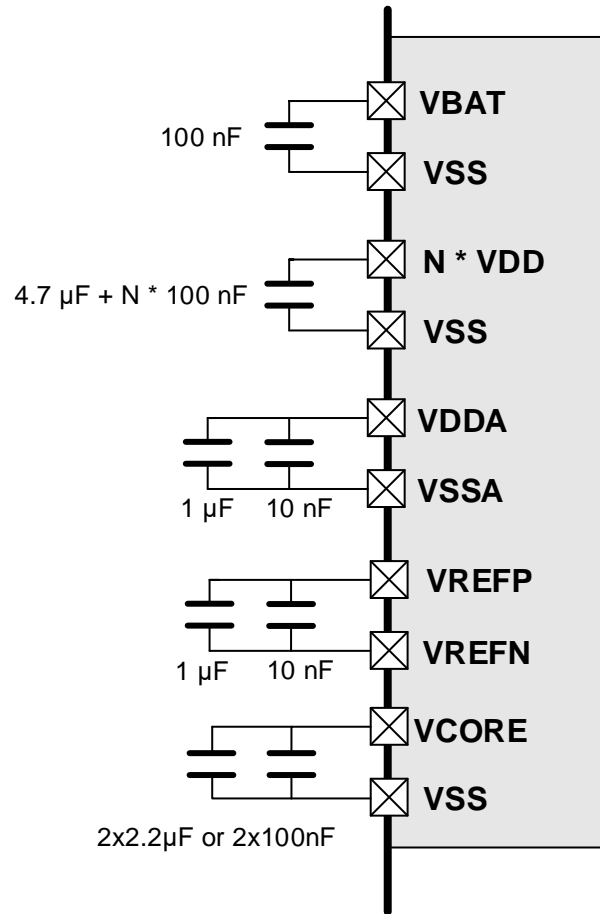 VBAT
100 nF
VSS
N * VDD
4.7 µF + N * 100 nF
VSS
VDDA
VSSA
1 µF 10 nF
VREFP
VREFN
1 µF 10 nF
VCORE
VSS
2x2.2µF or 2x100nF